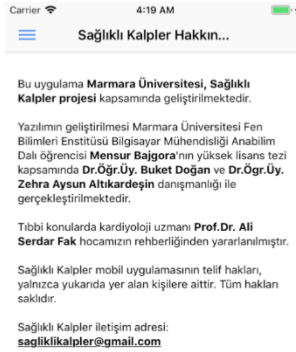 Carrier 4:19 AM
Sağlıklı Kalpler Hakkın...
Bu uygulama Marmara Üniversitesi, Sağlıklı
Kalpler projesi kapsamında geliştirilmektedir.
Yazılımın geliştirilmesi Marmara Üniversitesi Fen
Bilimleri Enstitüsü Bilgisayar Mühendisliği Anabilim
Dalı öğrencisi Mensur Bajgora'nın yüksek lisans tezi
kapsamında Dr.Öğr.Üy. Buket Doğan ve Dr.Ögr.Üy.
Zehra Aysun Altıkardeşin danışmanlığı ile
gerçekleştirilmektedir.
Tıbbi konularda kardiyoloji uzmanı Prof.Dr. Ali
Serdar Fak hocamızın rehberliğinden yararlanılmıştır.
Sağlıklı Kalpler mobil uygulamasının telif hakları,
yalnızca yukarıda yer alan kişilere aittir. Tüm hakları
saklıdır.
Sağlıklı Kalpler iletişim adresi:
sagliklikalpler@gmail.com